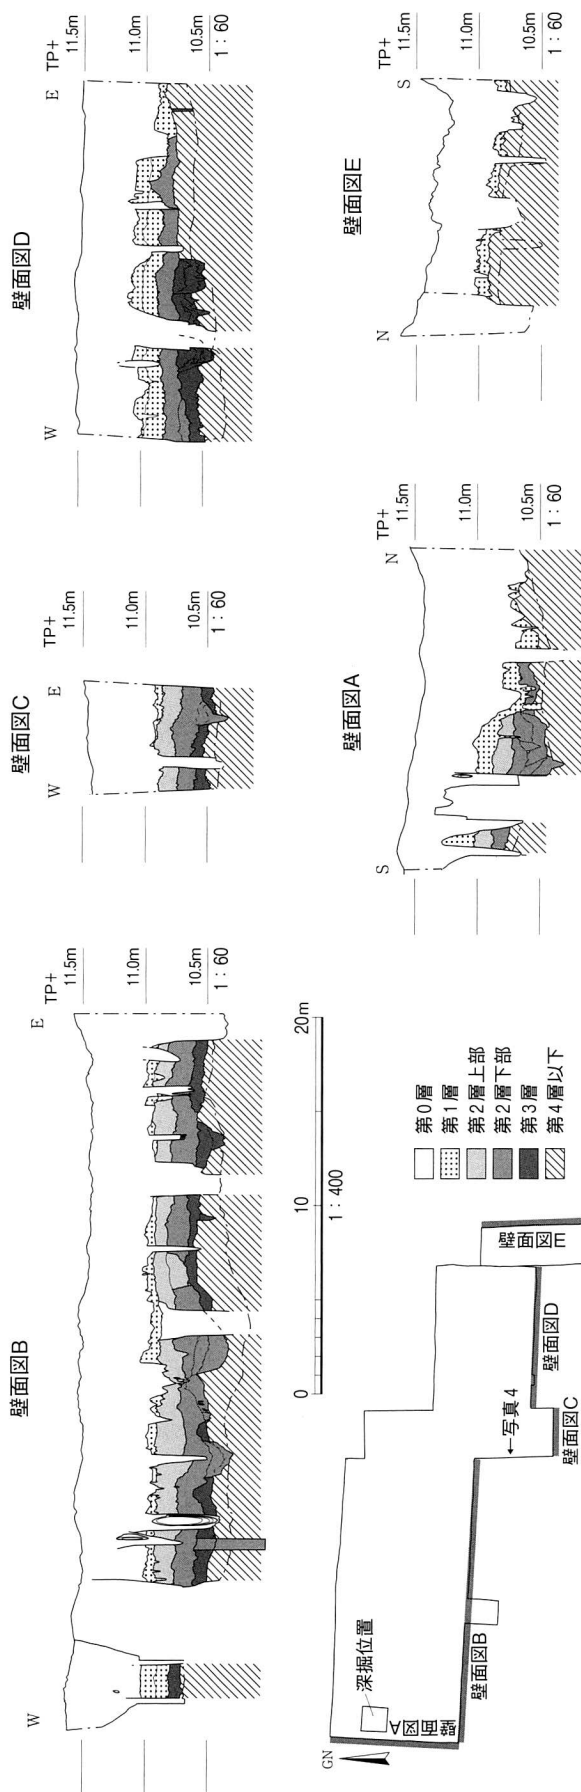 壁面図B
W
E
TP+
11.5m
11.0m
10.5m
1：60
壁面図C
W
E
TP+
11.5m
11.0m
10.5m
1：60
壁面図D
W
E
TP+
11.5m
11.0m
10.5m
1：60
壁面図A
S
N
TP+
11.5m
11.0m
10.5m
1：60
壁面図E
N
S
TP+
11.5m
11.0m
10.5m
1：60
0
10
20m
1：400
第0層
第1層
第2層上部
第2層下部
第3層
第4層以下
GN
深掘位置
壁面図A
壁面図B
←写真4
壁面図C
壁面図D
壁面図E